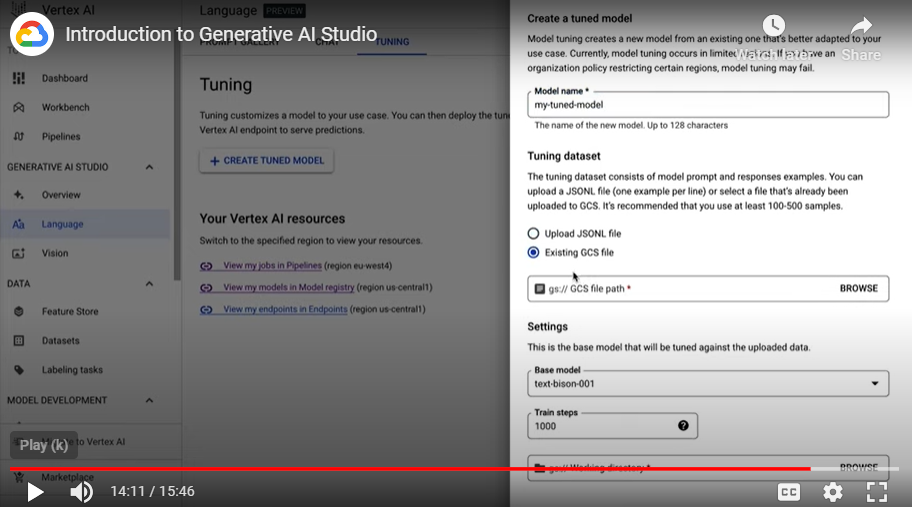 Vertex AI
Introduction to Generative AI Studio
Dashboard
Workbench
Pipelines
GENERATIVE AI STUDIO
Overview
Language
Vision
DATA
Feature Store
Datasets
Labeling tasks
MODEL DEVELOPMENT
to Vertex AI
Marketplace
Language PREVIEW
PROMPT GALLERY CHAT TUNING
Tuning
Tuning customizes a model to your use case. You can then deploy the
Vertex AI endpoint to serve predictions.
+ CREATE TUNED MODEL
Your Vertex AI resources
Switch to the specified region to view your resources.
View my jobs in Pipelines (region eu-west4)
View my models in Model registry (region us-central1)
View my endpoints in Endpoints (region us-central1)
Create a tuned model
Model tuning creates a new model from an existing one that's better adapted to your
use case. Currently, model tuning occurs in limited If you have an
organization policy restricting certain regions, model tuning may fail.
Watch later
Share
Model name *
my-tuned-model
The name of the new model. Up to 128 characters
Tuning dataset
The tuning dataset consists of model prompt and responses examples. You can
upload a JSONL file (one example per line) or select a file that's already been
uploaded to GCS. It's recommended that you use at least 100-500 samples.
Upload JSONL file
Existing GCS file
gs:// GCS file path * BROWSE
Settings
This is the base model that will be tuned against the uploaded data.
Base model
text-bison-001
Train steps
1000
gs:// Working directory * BROWSE
Play (k)
14:11 / 15:46
CC